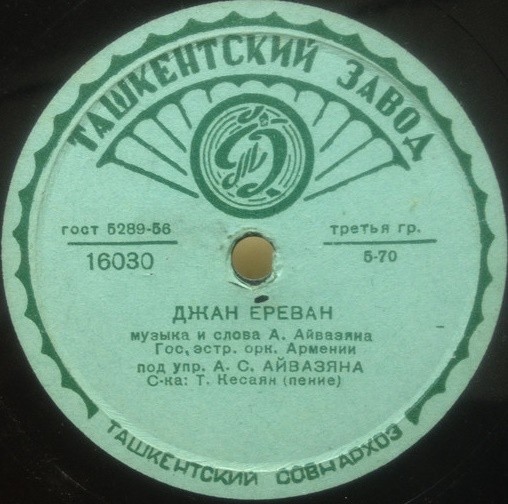 ТАШКЕНТСКИЙ ЗАВОД
ГОСТ 5289-56
третья гр.
16030
5-70
ДЖАН ЕРЕВАН
музыка и слова А. Айвазяна
Гос. эстр. орк. Армении
под упр. А. С. АЙВАЗЯНА
С-ка: Т. Кесаян (пение)
ТАШКЕНТСКИЙ СОВНАРХОЗ